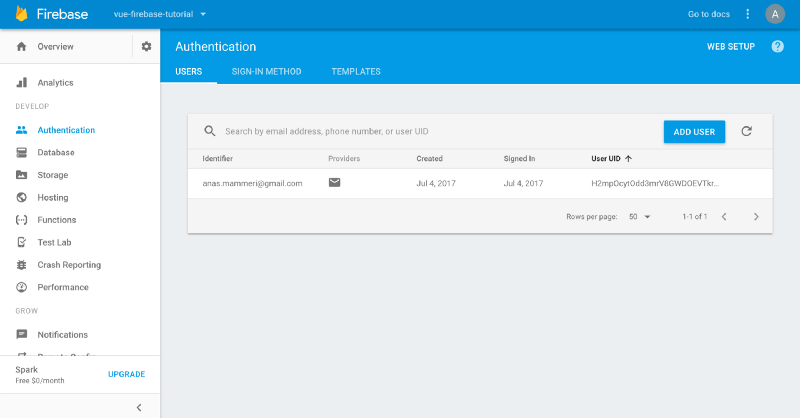 Firebase
vue-firebase-tutorial
Go to docs
A
Overview
Authentication
WEB SETUP
?
USERS
SIGN-IN METHOD
TEMPLATES
Analytics
DEVELOP
Authentication
Database
Storage
Hosting
Functions
Test Lab
Crash Reporting
Performance
GROW
Notifications
Remote Config
Spark
Free $0/month
UPGRADE
Search by email address, phone number, or user UID
ADD USER
Identifier
Providers
Created
Signed In
User UID
anas.mammeri@gmail.com
Jul 4, 2017
Jul 4, 2017
Rows per page:
50
1-1 of 1